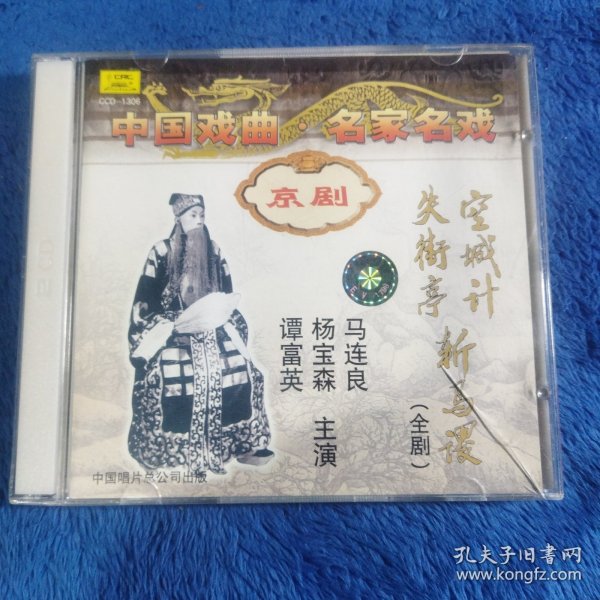 CRC
CCD-1306
中国戏曲·名家名戏
京剧
空城计
失街亭 斩马谡
(全剧)
马连良
杨宝森 主演
谭富英
中国唱片总公司出版
孔夫子旧书网
www.kongfz.com